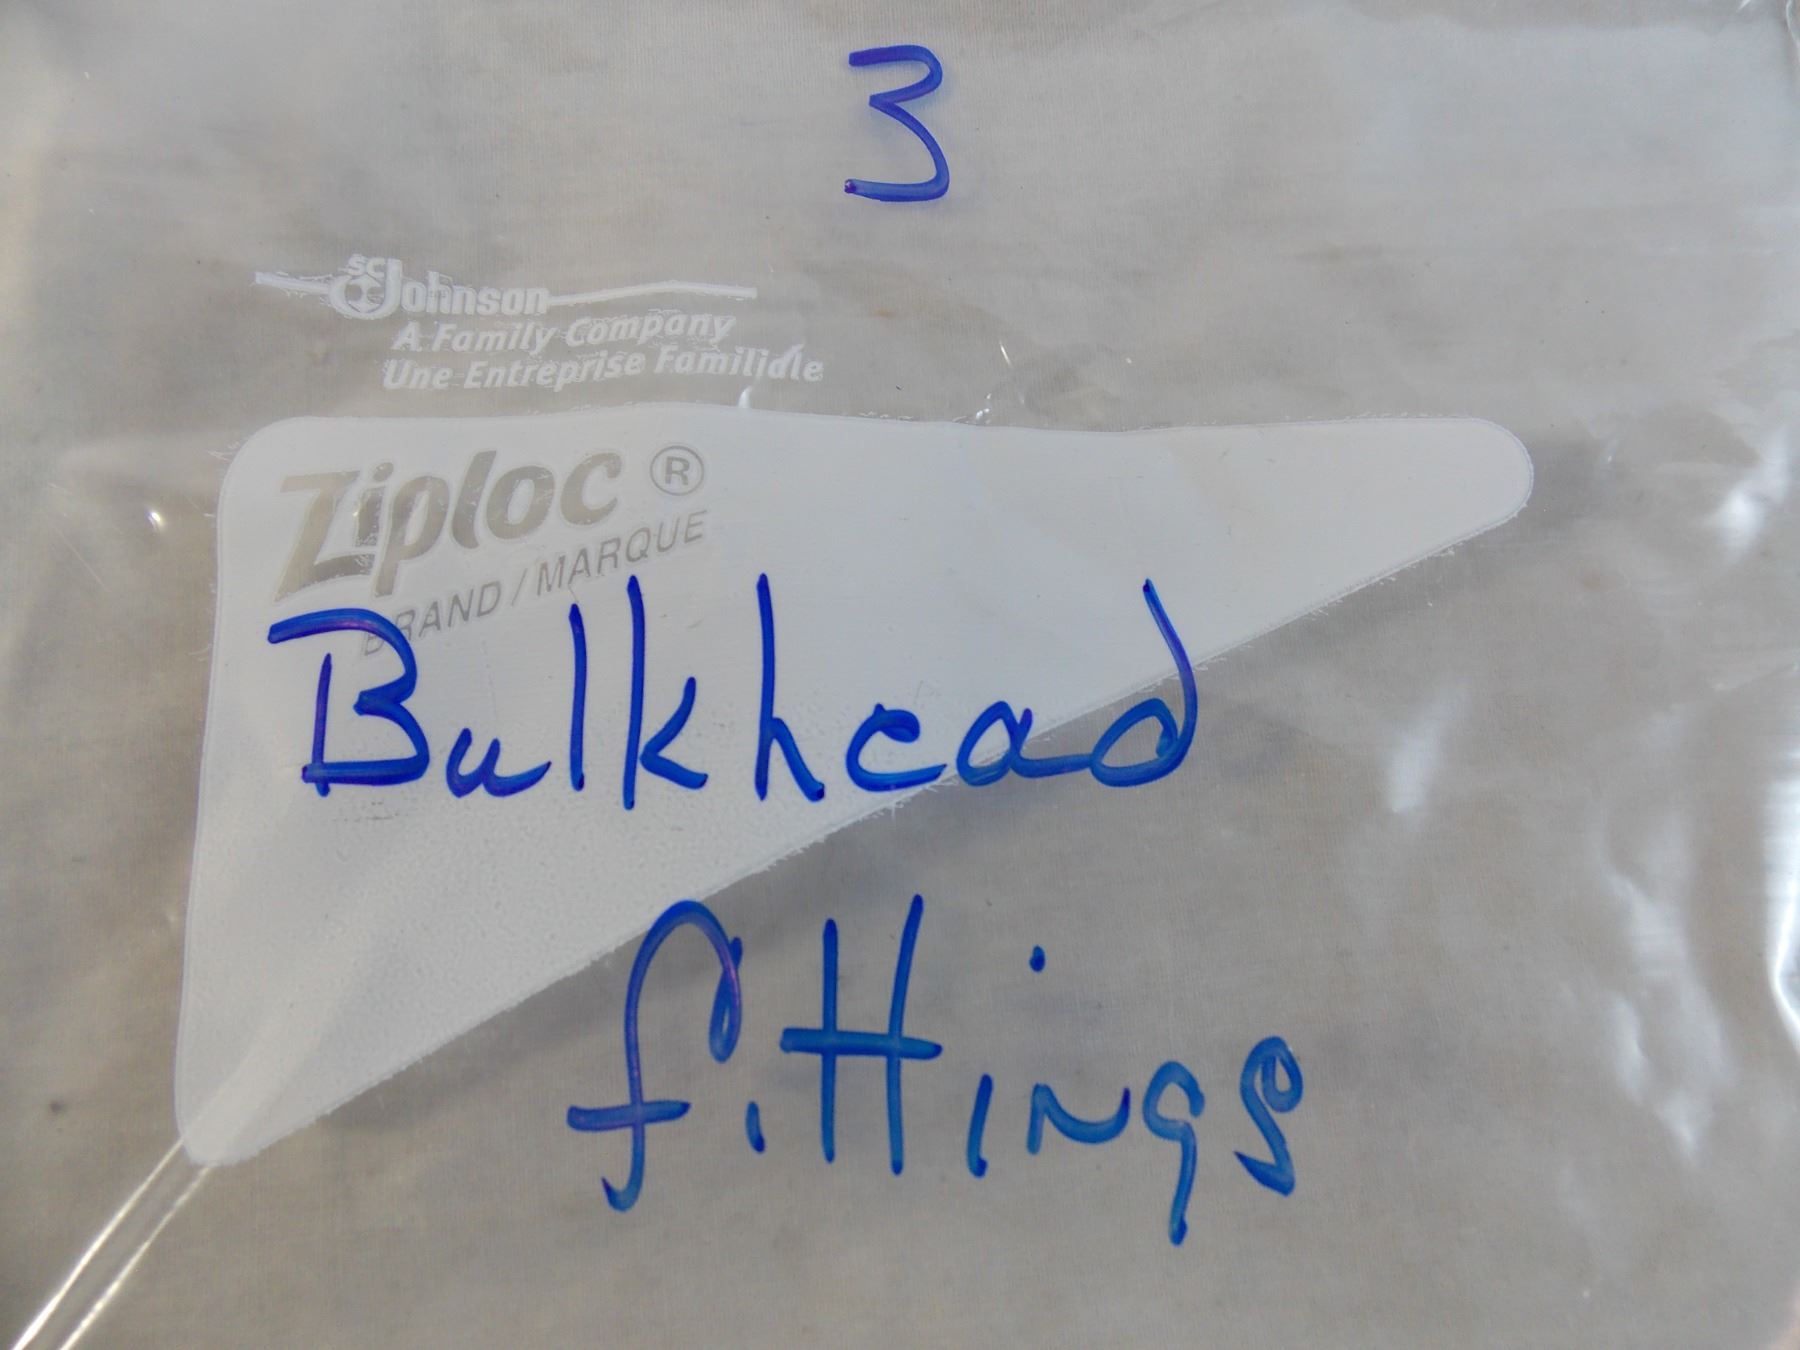 3
SC Johnson
A Family Company
Une Entreprise Familiale
Ziploc ®
BRAND / MARQUE
Bulkhead
fittings